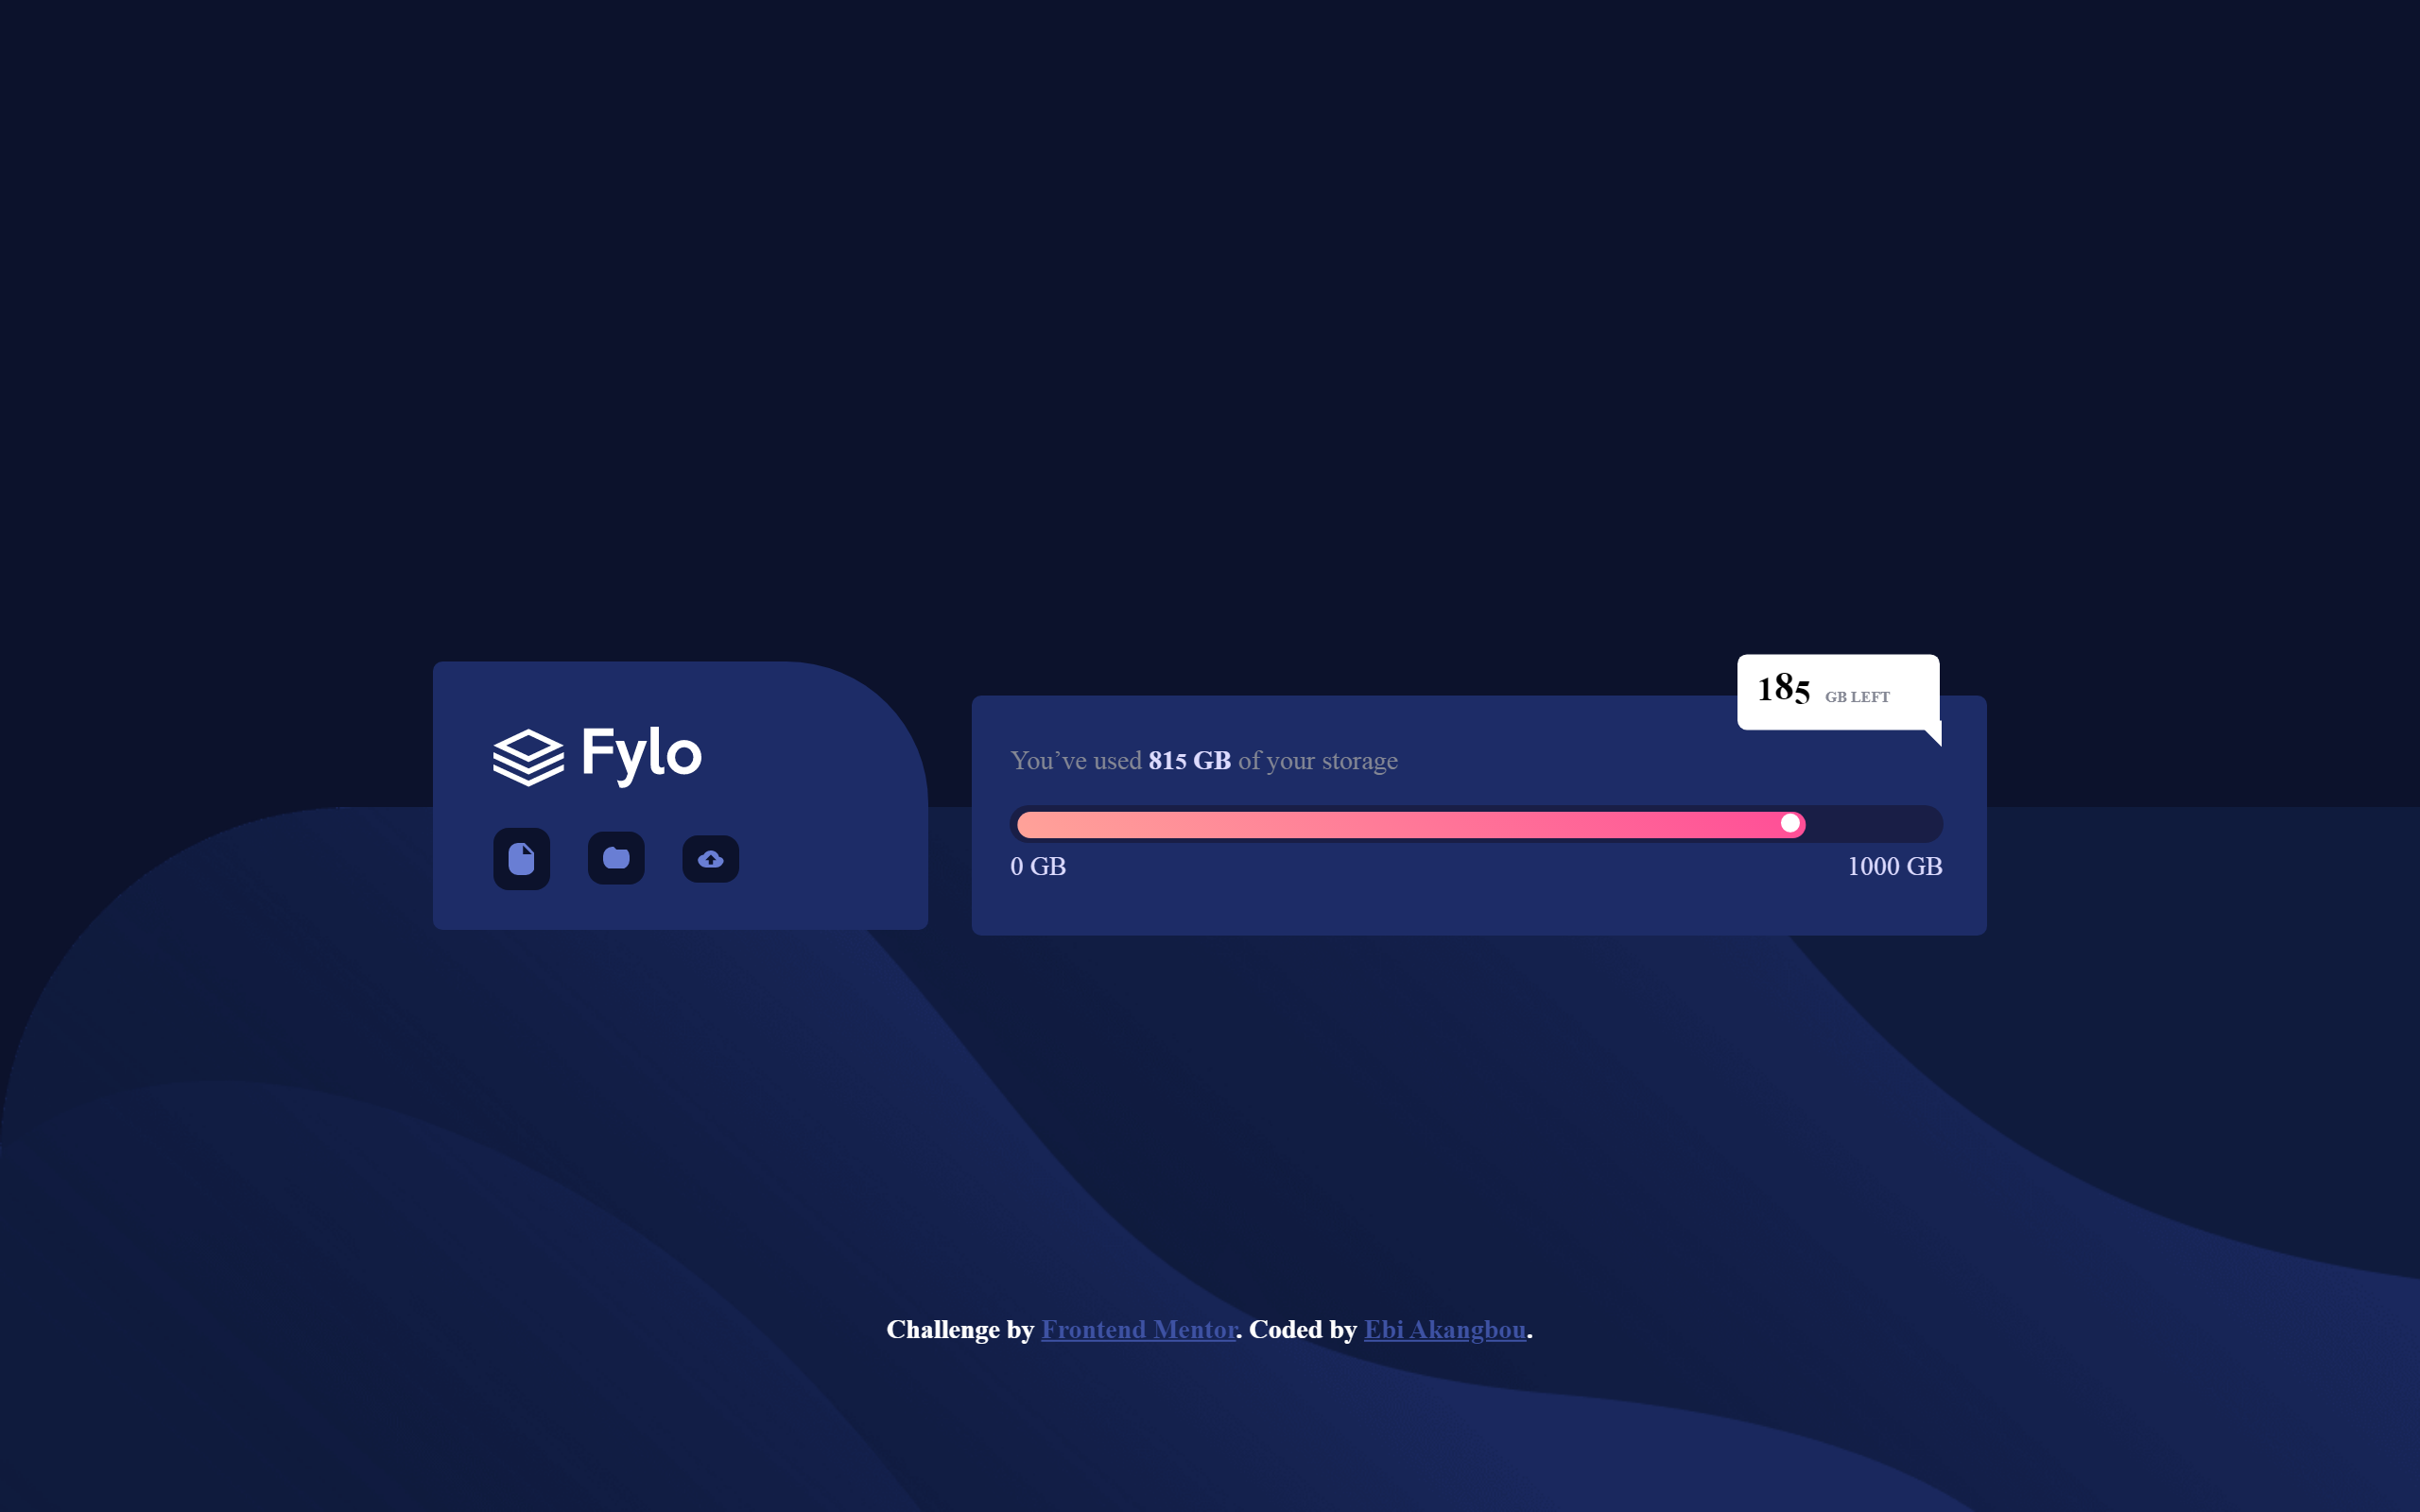 Fylo
185 GB LEFT
You’ve used 815 GB of your storage
0 GB
1000 GB
Challenge by Frontend Mentor. Coded by Ebi Akangbou.